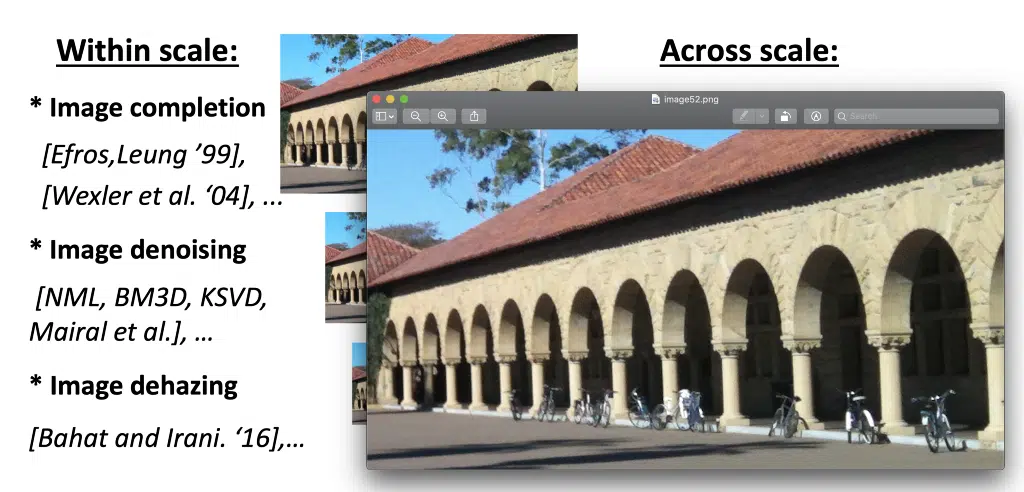 Within scale:
Across scale:
* Image completion
[Efros,Leung ’99],
[Wexler et al. ‘04], ...
* Image denoising
[NML, BM3D, KSVD,
Mairal et al.], …
* Image dehazing
[Bahat and Irani. ‘16],…
image52.png
Search